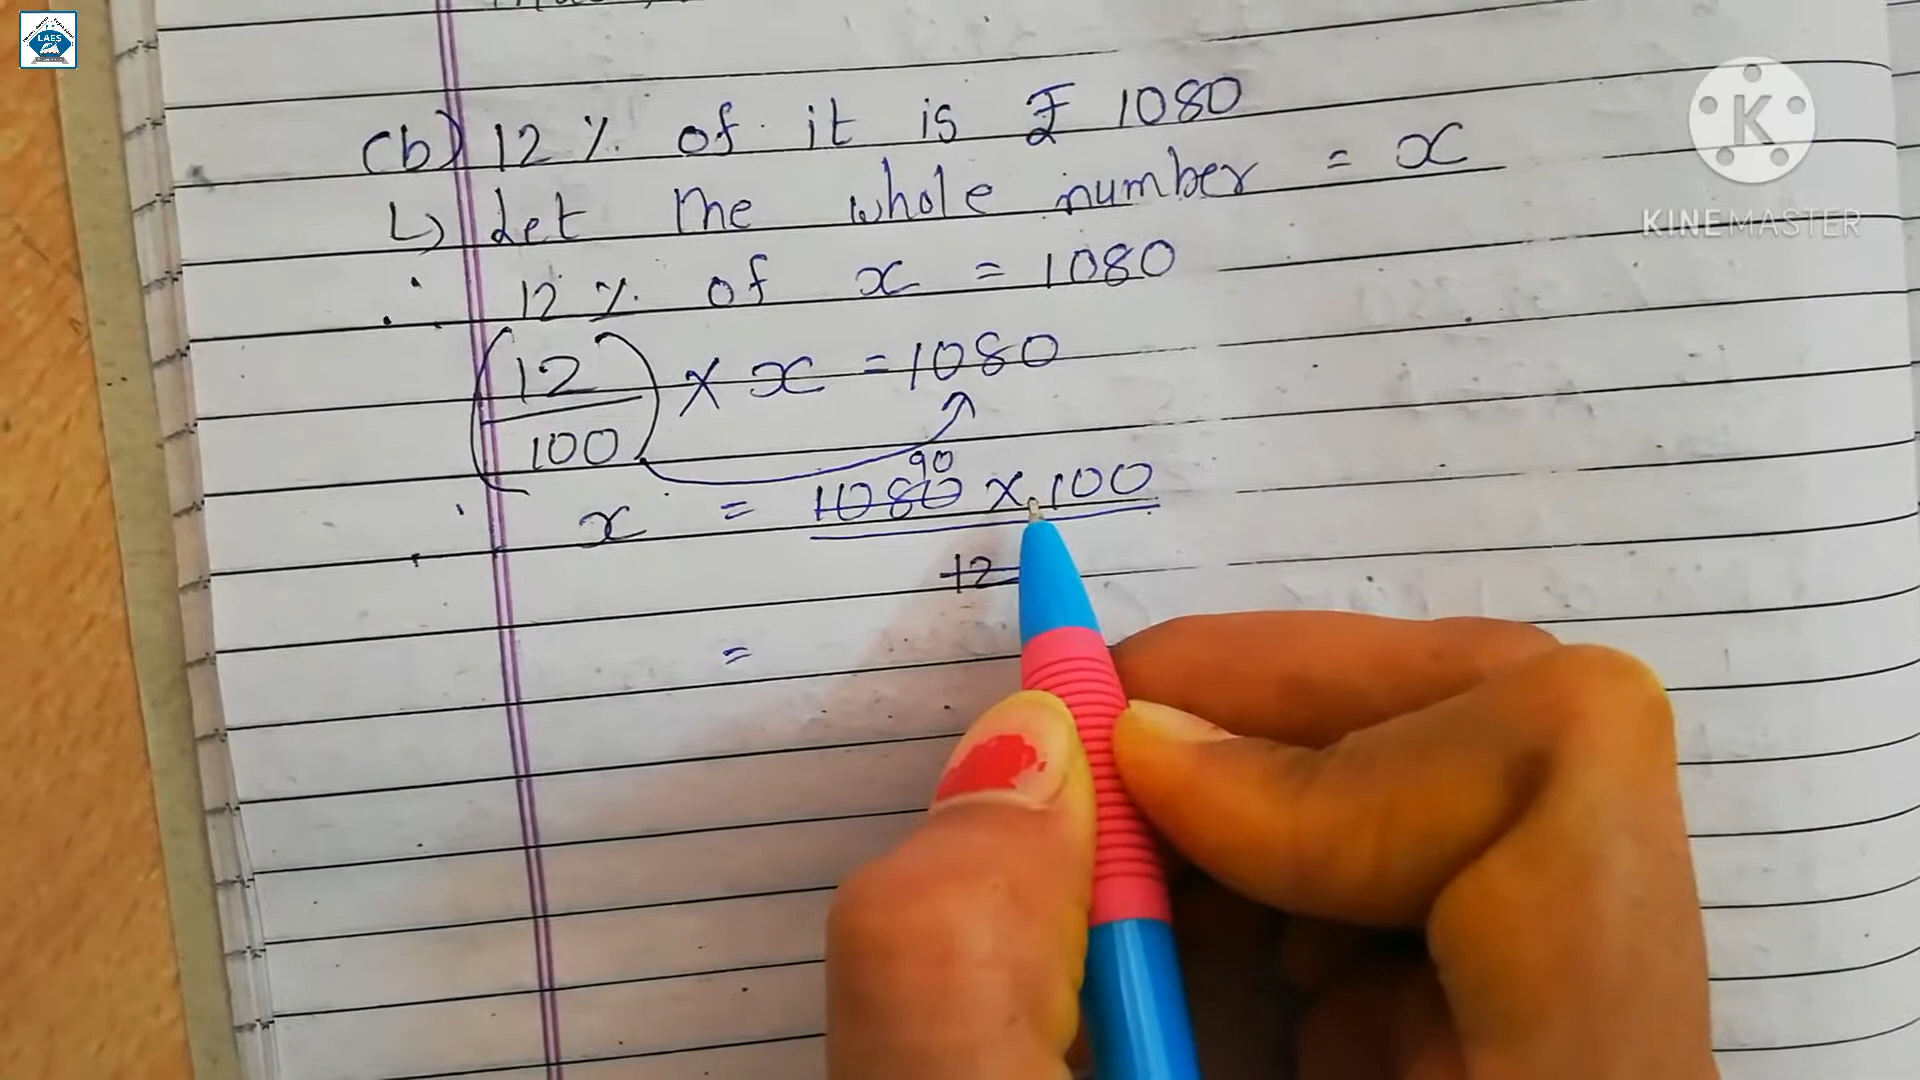 LAES
K
KINEMASTER
(b) 12 % of it is ₹ 1080
↳ Let the whole number = x
∴ 12 % of x = 1080
(12/100) × x = 1080
90
∴ x = 1080 × 100
12
=